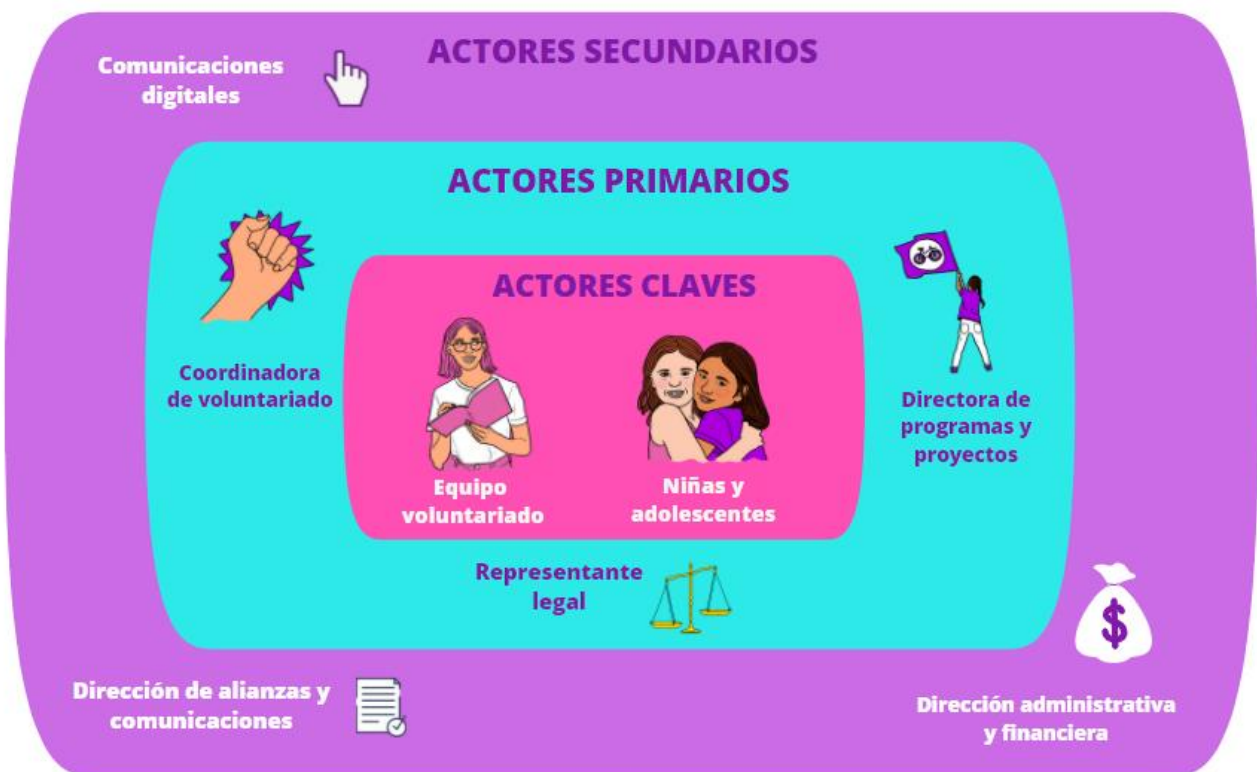 ACTORES SECUNDARIOS
Comunicaciones
digitales
ACTORES PRIMARIOS
Coordinadora
de voluntariado
ACTORES CLAVES
Equipo
voluntariado
Niñas y
adolescentes
Directora de
programas y
proyectos
Representante
legal
Dirección de alianzas y
comunicaciones
$
Dirección administrativa
y financiera